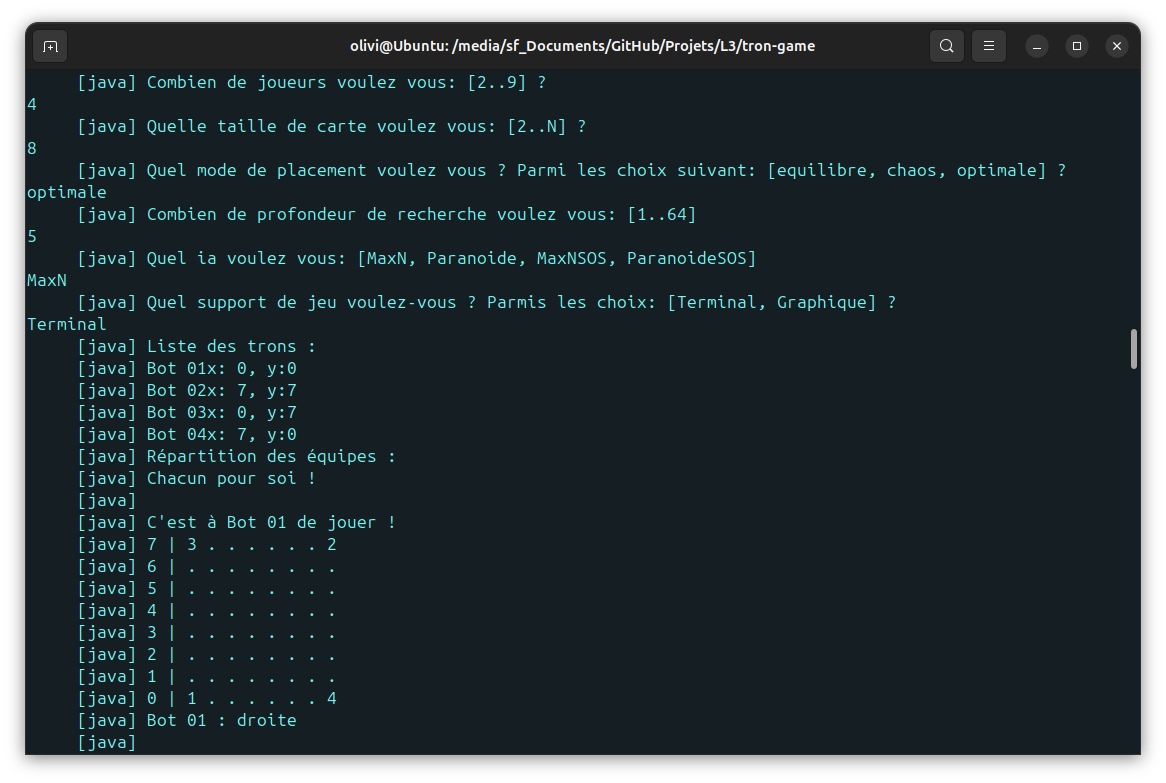 olivi@Ubuntu: /media/sf_Documents/GitHub/Projets/L3/tron-game
[java] Combien de joueurs voulez vous: [2..9] ?
4
[java] Quelle taille de carte voulez vous: [2..N] ?
8
[java] Quel mode de placement voulez vous ? Parmi les choix suivant: [equilibre, chaos, optimale] ?
optimale
[java] Combien de profondeur de recherche voulez vous: [1..64]
5
[java] Quel ia voulez vous: [MaxN, Paranoide, MaxNSOS, ParanoideSOS]
MaxN
[java] Quel support de jeu voulez-vous ? Parmis les choix: [Terminal, Graphique] ?
Terminal
[java] Liste des trons :
[java] Bot 01x: 0, y:0
[java] Bot 02x: 7, y:7
[java] Bot 03x: 0, y:7
[java] Bot 04x: 7, y:0
[java] Répartition des équipes :
[java] Chacun pour soi !
[java]
[java] C'est à Bot 01 de jouer !
[java] 7 | 3 . . . . . . 2
[java] 6 | . . . . . . . .
[java] 5 | . . . . . . . .
[java] 4 | . . . . . . . .
[java] 3 | . . . . . . . .
[java] 2 | . . . . . . . .
[java] 1 | . . . . . . . .
[java] 0 | 1 . . . . . . 4
[java] Bot 01 : droite
[java]